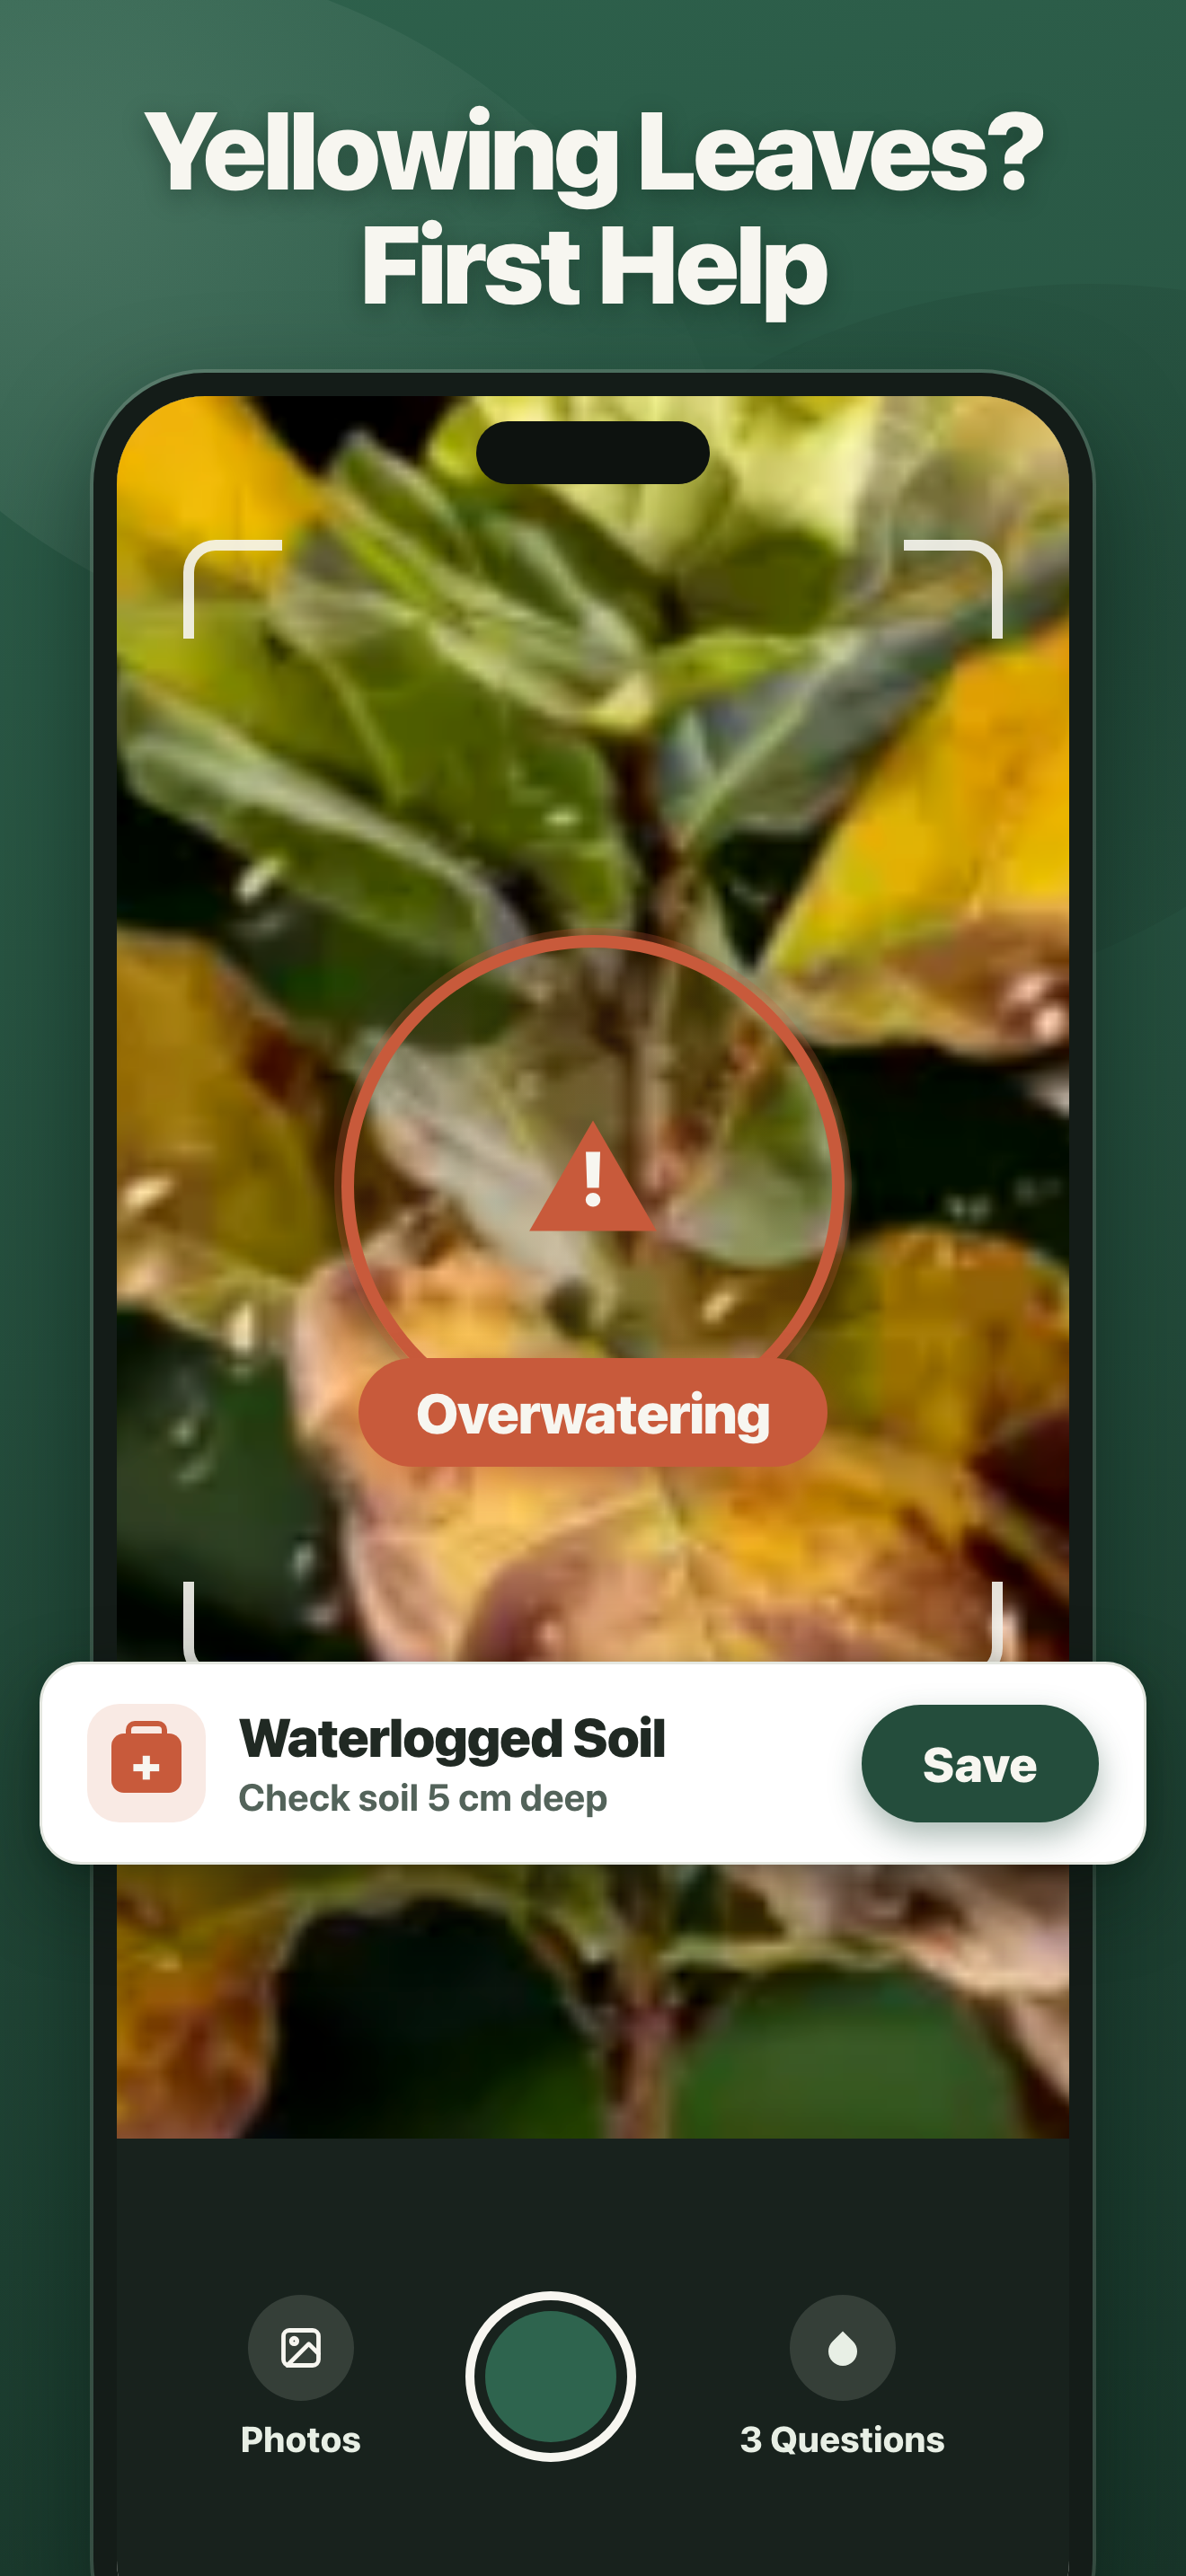 Yellowing Leaves?
First Help
Overwatering
Waterlogged Soil
Check soil 5 cm deep
Save
Photos
3 Questions